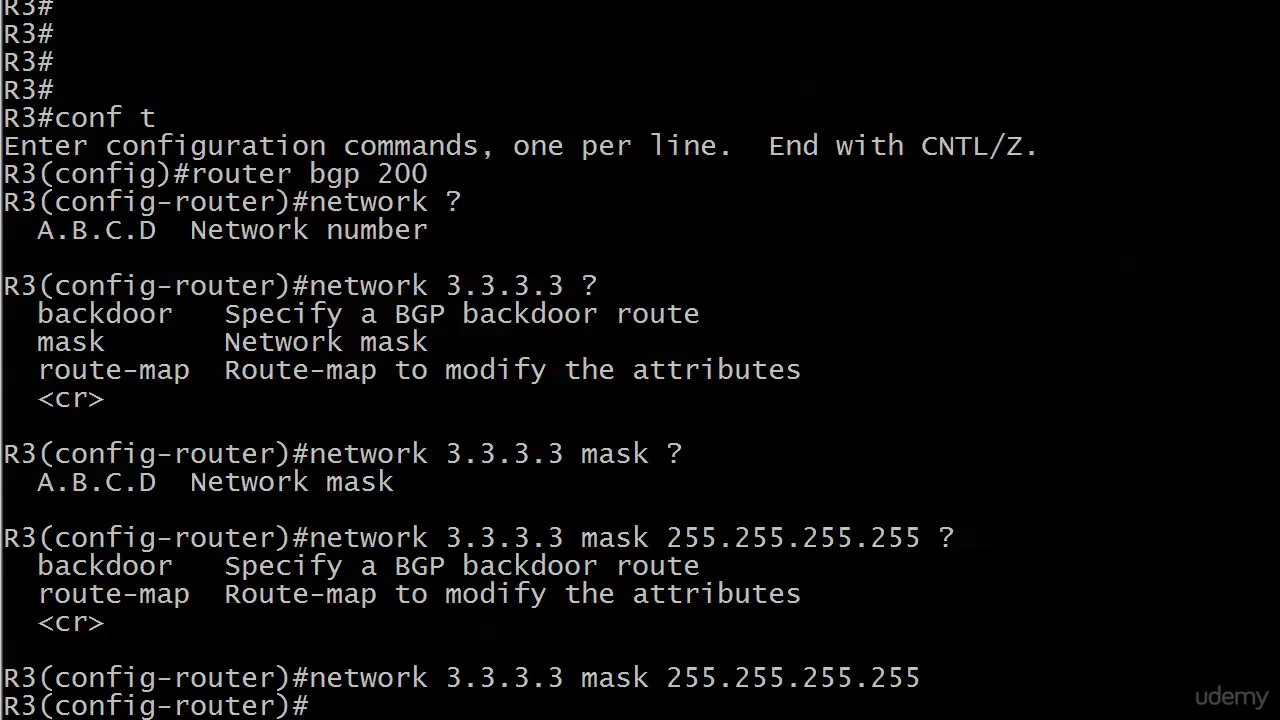 R3#
R3#
R3#
R3#
R3#conf t
Enter configuration commands, one per line.  End with CNTL/Z.
R3(config)#router bgp 200
R3(config-router)#network ?
  A.B.C.D  Network number
R3(config-router)#network 3.3.3.3 ?
  backdoor   Specify a BGP backdoor route
  mask       Network mask
  route-map  Route-map to modify the attributes
  <cr>
R3(config-router)#network 3.3.3.3 mask ?
  A.B.C.D  Network mask
R3(config-router)#network 3.3.3.3 mask 255.255.255.255 ?
  backdoor   Specify a BGP backdoor route
  route-map  Route-map to modify the attributes
  <cr>
R3(config-router)#network 3.3.3.3 mask 255.255.255.255
R3(config-router)#
udemy